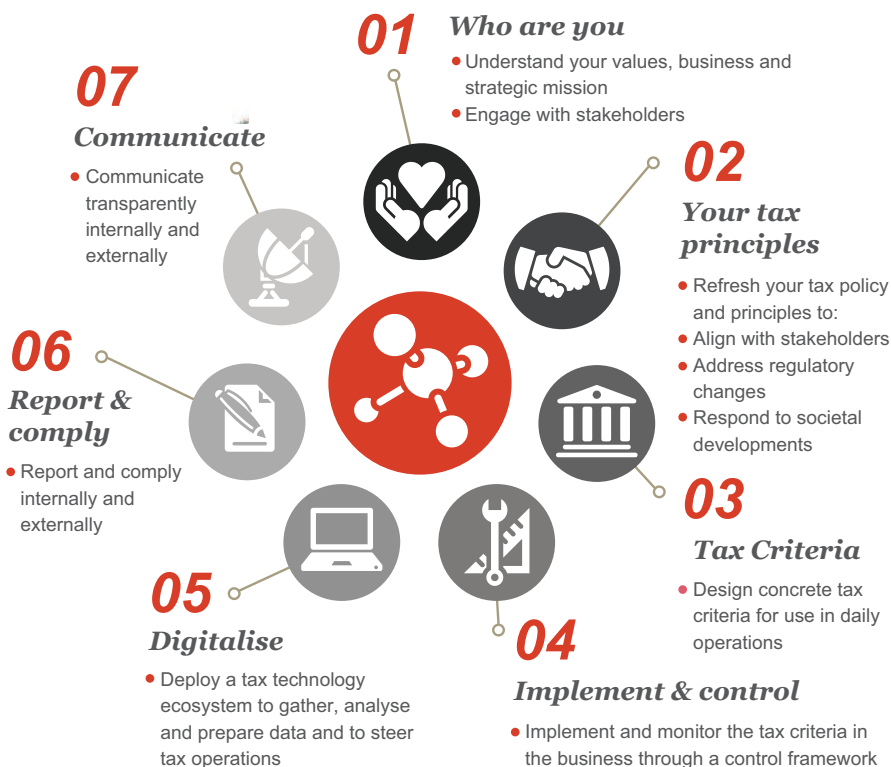 01
Who are you
Understand your values, business and
strategic mission
Engage with stakeholders
02
Your tax
principles
Refresh your tax policy
and principles to:
Align with stakeholders
Address regulatory
changes
Respond to societal
developments
03
Tax Criteria
Design concrete tax
criteria for use in daily
operations
04
Implement & control
Implement and monitor the tax criteria in
the business through a control framework
05
Digitalise
Deploy a tax technology
ecosystem to gather, analyse
and prepare data and to steer
tax operations
06
Report &
comply
Report and comply
internally and
externally
07
Communicate
Communicate
transparently
internally and
externally